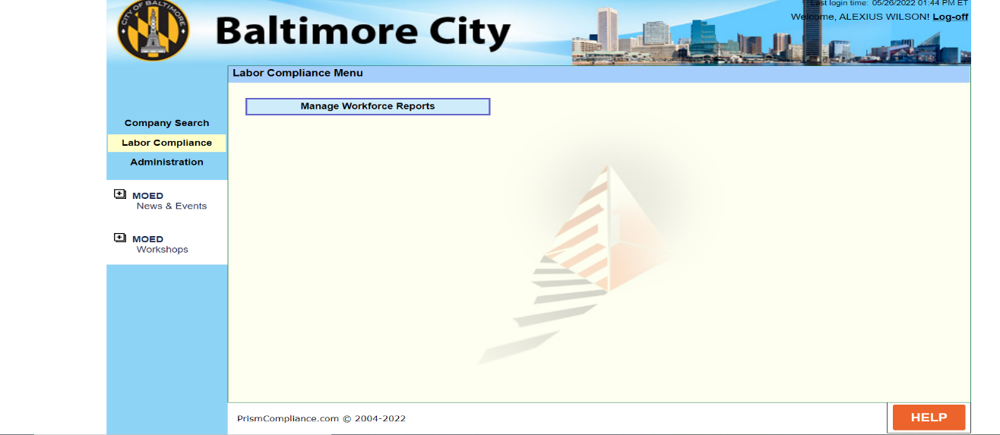 CITY OF BALTIMORE
Baltimore City
Last login time: 05/26/2022 01:44 PM ET
Welcome, ALEXIUS WILSON! Log-off
Labor Compliance Menu
Manage Workforce Reports
Company Search
Labor Compliance
Administration
MOED
News & Events
MOED
Workshops
PrismCompliance.com © 2004-2022
HELP